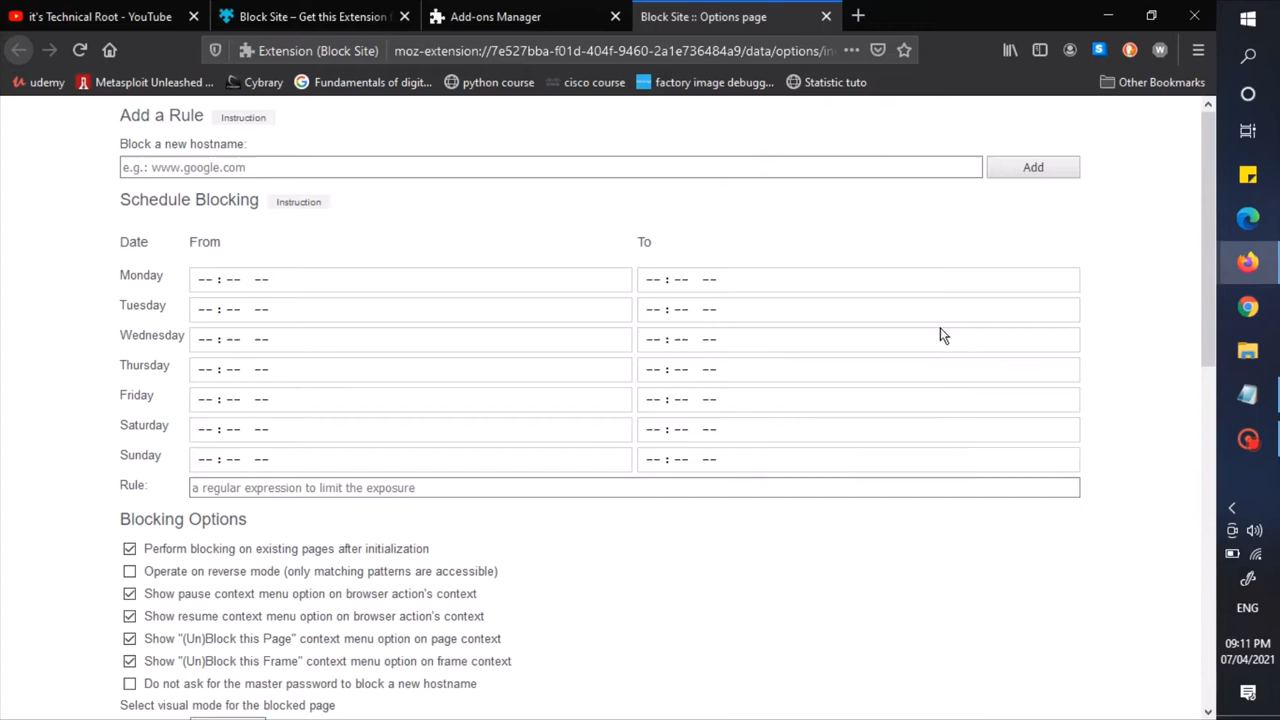 it's Technical Root - YouTube
Block Site – Get this Extension
Add-ons Manager
Block Site :: Options page
Extension (Block Site)
moz-extension://7e527bba-f01d-404f-9460-2a1e736484a9/data/options/in
udemy
Metasploit Unleashed ...
Cybrary
Fundamentals of digit...
python course
cisco course
factory image debugg...
Statistic tuto
Other Bookmarks
Add a Rule Instruction
Block a new hostname:
e.g.: www.google.com Add
Schedule Blocking Instruction
Date From To
Monday --:-- -- --:-- --
Tuesday --:-- -- --:-- --
Wednesday --:-- -- --:-- --
Thursday --:-- -- --:-- --
Friday --:-- -- --:-- --
Saturday --:-- -- --:-- --
Sunday --:-- -- --:-- --
Rule: a regular expression to limit the exposure
Blocking Options
Perform blocking on existing pages after initialization
Operate on reverse mode (only matching patterns are accessible)
Show pause context menu option on browser action's context
Show resume context menu option on browser action's context
Show "(Un)Block this Page" context menu option on page context
Show "(Un)Block this Frame" context menu option on frame context
Do not ask for the master password to block a new hostname
Select visual mode for the blocked page
ENG
09:11 PM
07/04/2021